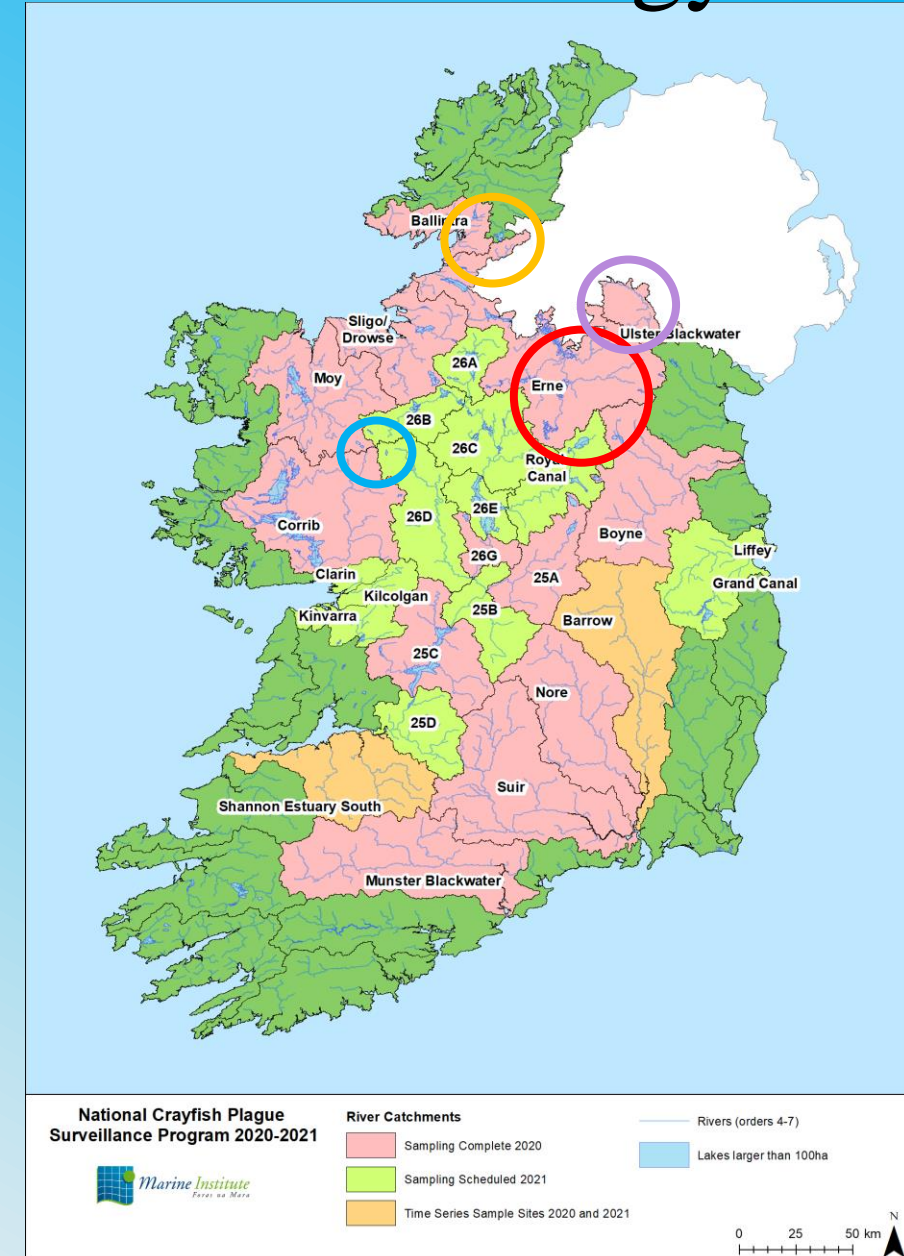 Ballintra
Sligo/
Drowse
Ulster Blackwater
26A
Moy
Erne
26B
26C
Royal
Canal
26E
26D
Corrib
Boyne
26G
Liffey
Clarin
25A
Grand Canal
Kilcolgan
25B
Kinvarra
Barrow
25C
Nore
25D
Suir
Shannon Estuary South
Munster Blackwater
National Crayfish Plague
Surveillance Program 2020-2021
Marine Institute
Foras na Mara
River Catchments
Sampling Complete 2020
Sampling Scheduled 2021
Time Series Sample Sites 2020 and 2021
Rivers (orders 4-7)
Lakes larger than 100ha
N
0 25 50 km